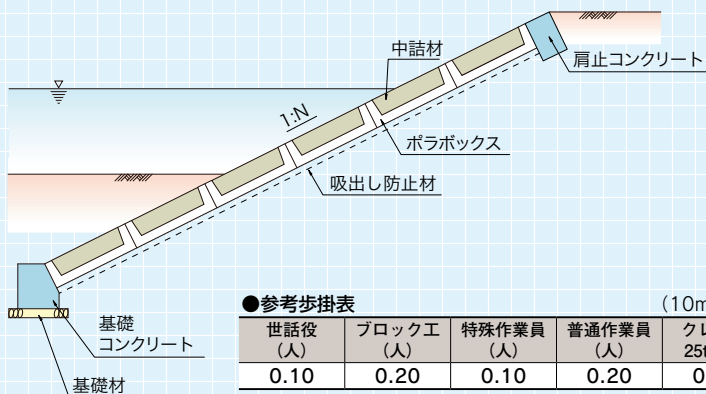 中詰材
肩止コンクリート
1:N
ポラボックス
吸出し防止材
基礎
コンクリート
基礎材
●参考歩掛表
(10m
世話役 ブロック工 特殊作業員 普通作業員 クレ
(人) (人) (人) (人) 25t
0.10 0.20 0.10 0.20 0